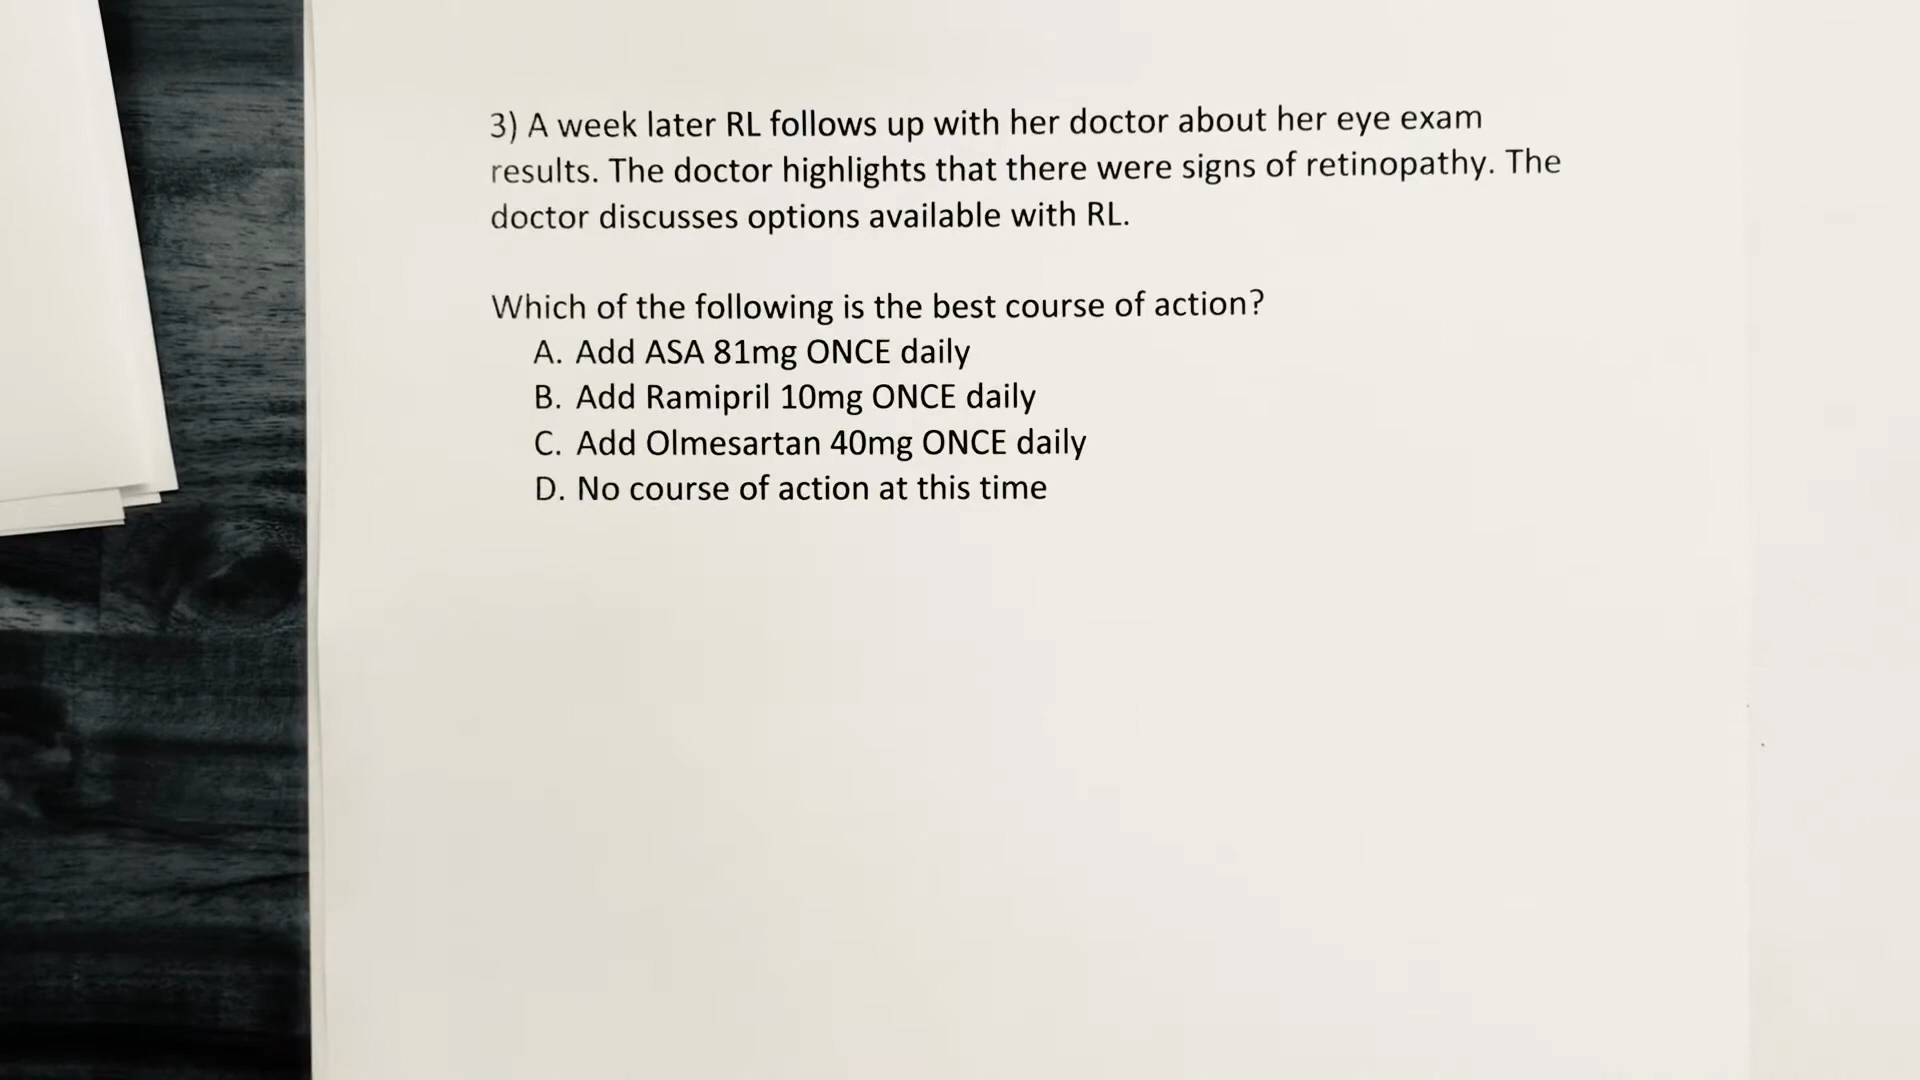 3) A week later RL follows up with her doctor about her eye exam
results. The doctor highlights that there were signs of retinopathy. The
doctor discusses options available with RL.
Which of the following is the best course of action?
A. Add ASA 81mg ONCE daily
B. Add Ramipril 10mg ONCE daily
C. Add Olmesartan 40mg ONCE daily
D. No course of action at this time